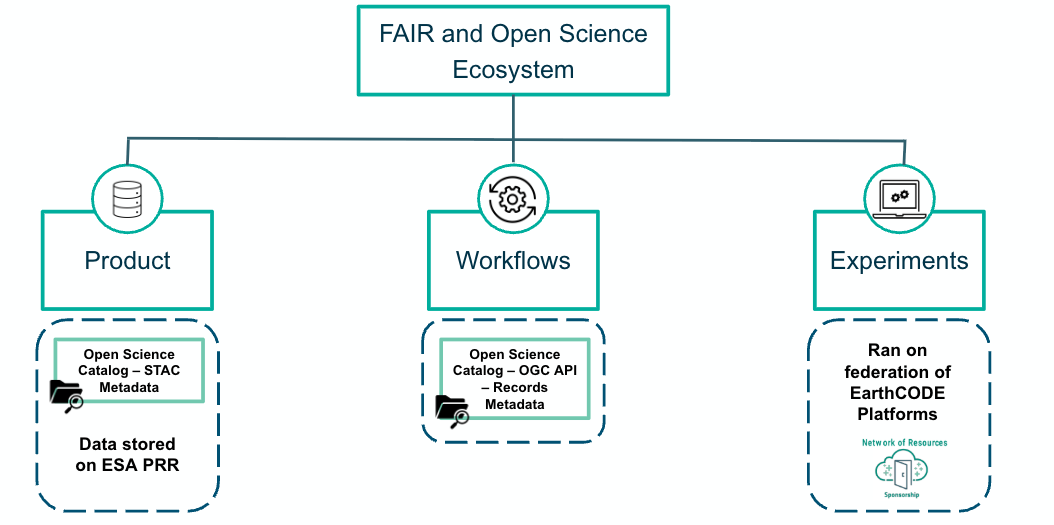 FAIR and Open Science
Ecosystem
Product
Workflows
Experiments
Open Science
Catalog – STAC
Metadata
Data stored
on ESA PRR
Open Science
Catalog – OGC API
– Records
Metadata
Ran on
federation of
EarthCODE
Platforms
Network of Resources
Sponsorship